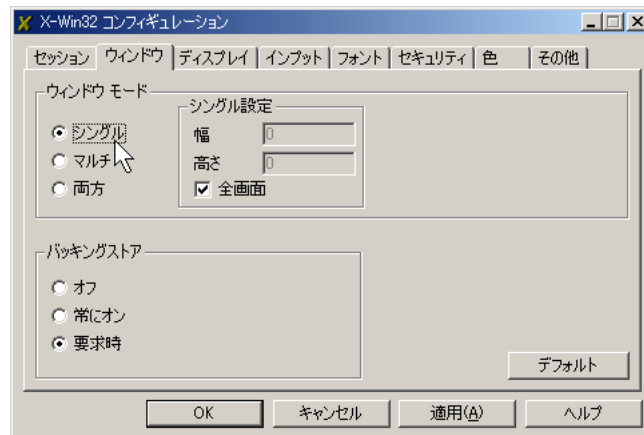 X-Win32 コンフィギュレーション
セッション ウィンドウ ディスプレイ インプット フォント セキュリティ 色 その他
ウィンドウ モード
シングル
マルチ
両方
シングル設定
幅 0
高さ 0
全画面
バッキングストア
オフ
常にオン
要求時
デフォルト
OK キャンセル 適用(A) ヘルプ